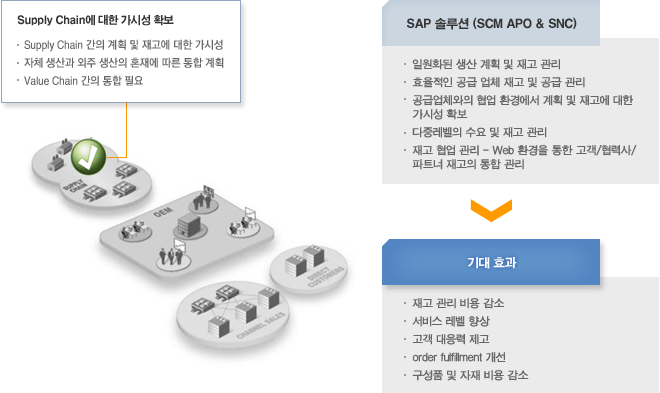 Supply Chain에 대한 가시성 확보
· Supply Chain 간의 계획 및 재고에 대한 가시성
· 자체 생산과 외주 생산의 혼재에 따른 통합 계획
· Value Chain 간의 통합 필요
SUPPLY
CHAIN
OEM
DIRECT
CUSTOMERS
CHANNEL SALES
SAP 솔루션 (SCM APO & SNC)
· 일원화된 생산 계획 및 재고 관리
· 효율적인 공급 업체 재고 및 공급 관리
· 공급업체와의 협업 환경에서 계획 및 재고에 대한
가시성 확보
· 다중레벨의 수요 및 재고 관리
· 재고 협업 관리 – Web 환경을 통한 고객/협력사/
파트너 재고의 통합 관리
기대 효과
· 재고 관리 비용 감소
· 서비스 레벨 향상
· 고객 대응력 제고
· order fulfillment 개선
· 구성품 및 자재 비용 감소